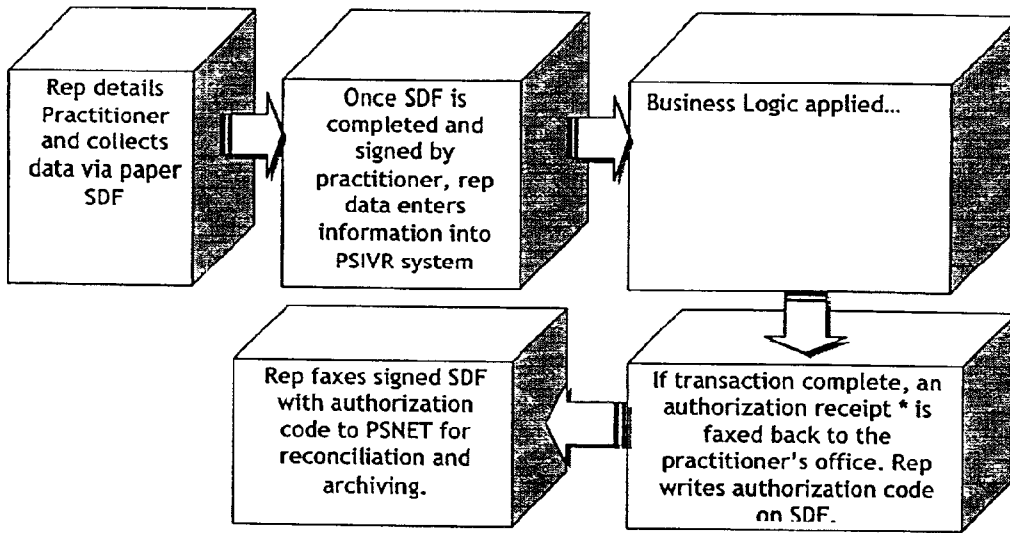 Rep details
Practitioner
and collects
data via paper
SDF
Once SDF is
completed and
signed by
practitioner, rep
data enters
information into
PSIVR system
Business Logic applied...
If transaction complete, an
authorization receipt * is
faxed back to the
practitioner's office. Rep
writes authorization code
on SDF.
Rep faxes signed SDF
with authorization
code to PSNET for
reconciliation and
archiving.